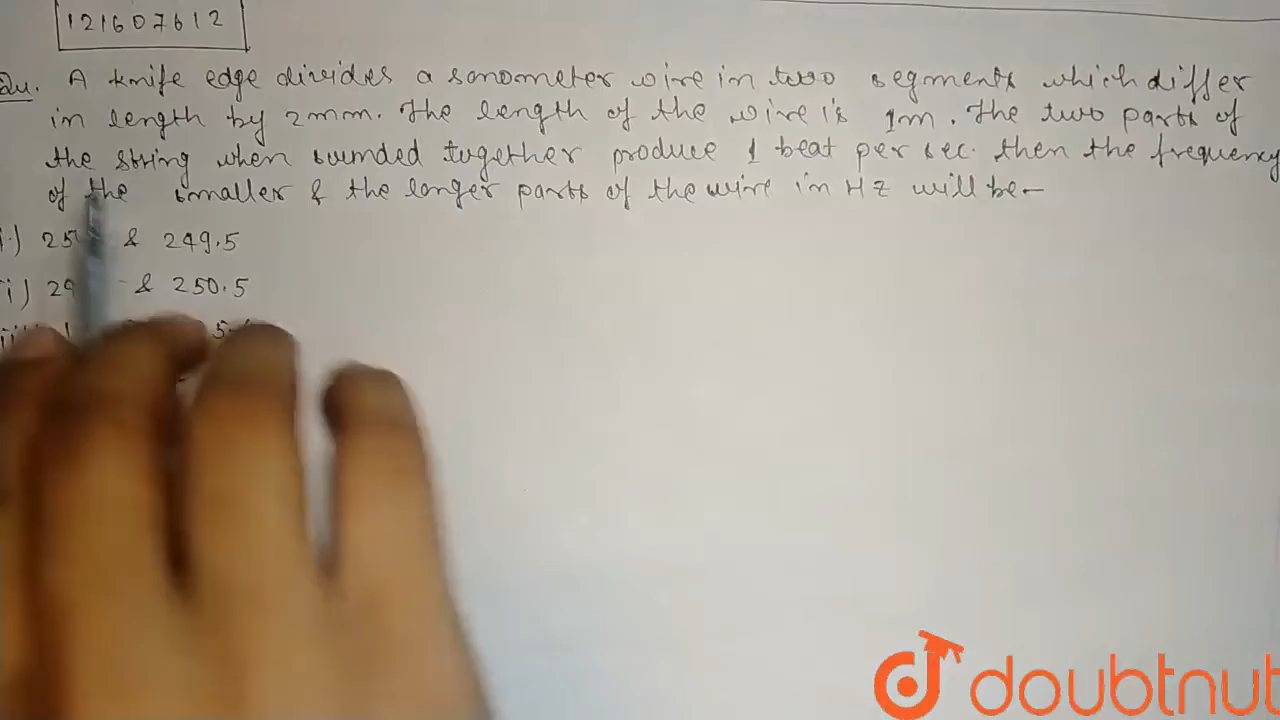 121607612
Qu. A knife edge divides a sonometer wire in two segments which differ
in length by 2mm. The length of the wire is 1m. The two parts of
the string when sounded together produce 1 beat per sec. then the frequency
of the smaller & the longer parts of the wire in Hz will be-
& 249.5
& 250.5
doubtnut